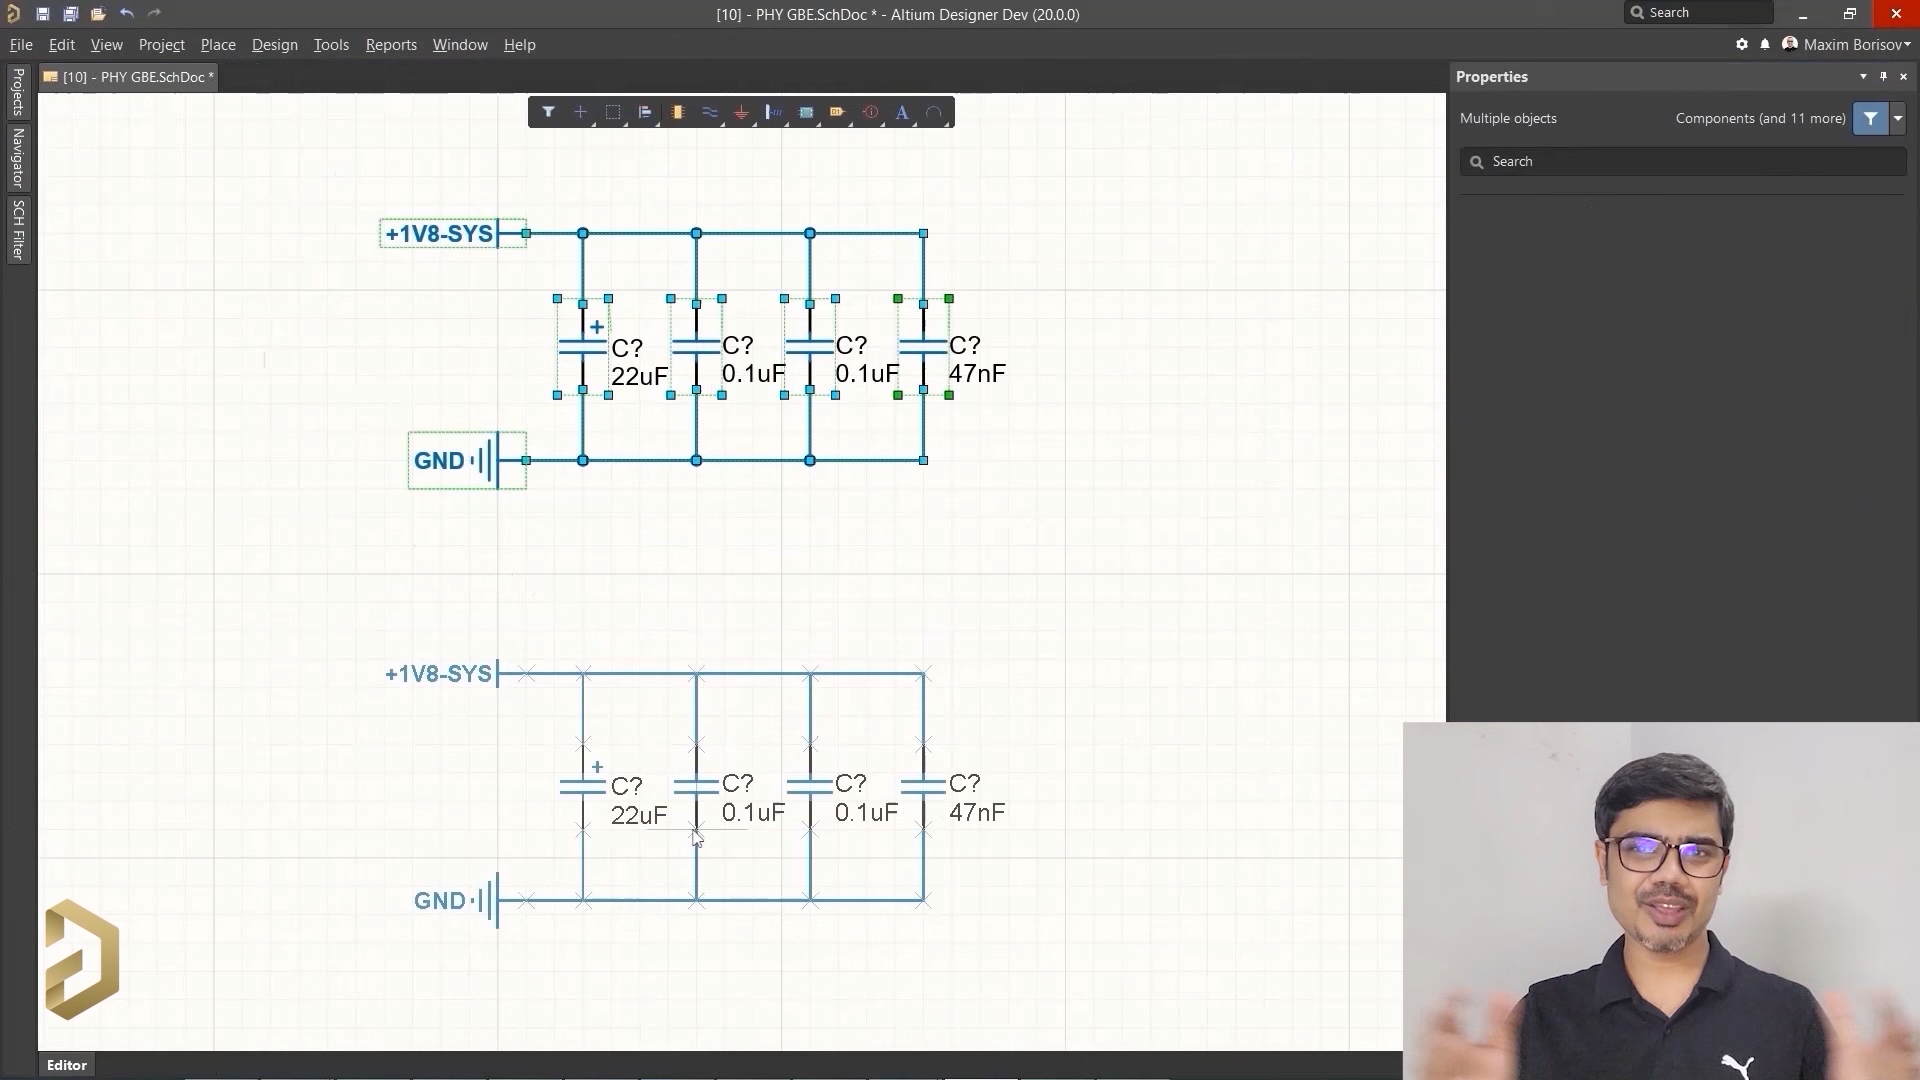 [10] - PHY GBE.SchDoc * - Altium Designer Dev (20.0.0)
Search
File Edit View Project Place Design Tools Reports Window Help
Maxim Borisov
Projects
Navigator
SCH Filter
[10] - PHY GBE.SchDoc *
Properties
Multiple objects
Components (and 11 more)
Search
A
+1V8-SYS
+
C? C? C? C?
22uF 0.1uF 0.1uF 47nF
GND
+1V8-SYS
+
C? C? C? C?
22uF 0.1uF 0.1uF 47nF
GND
Editor